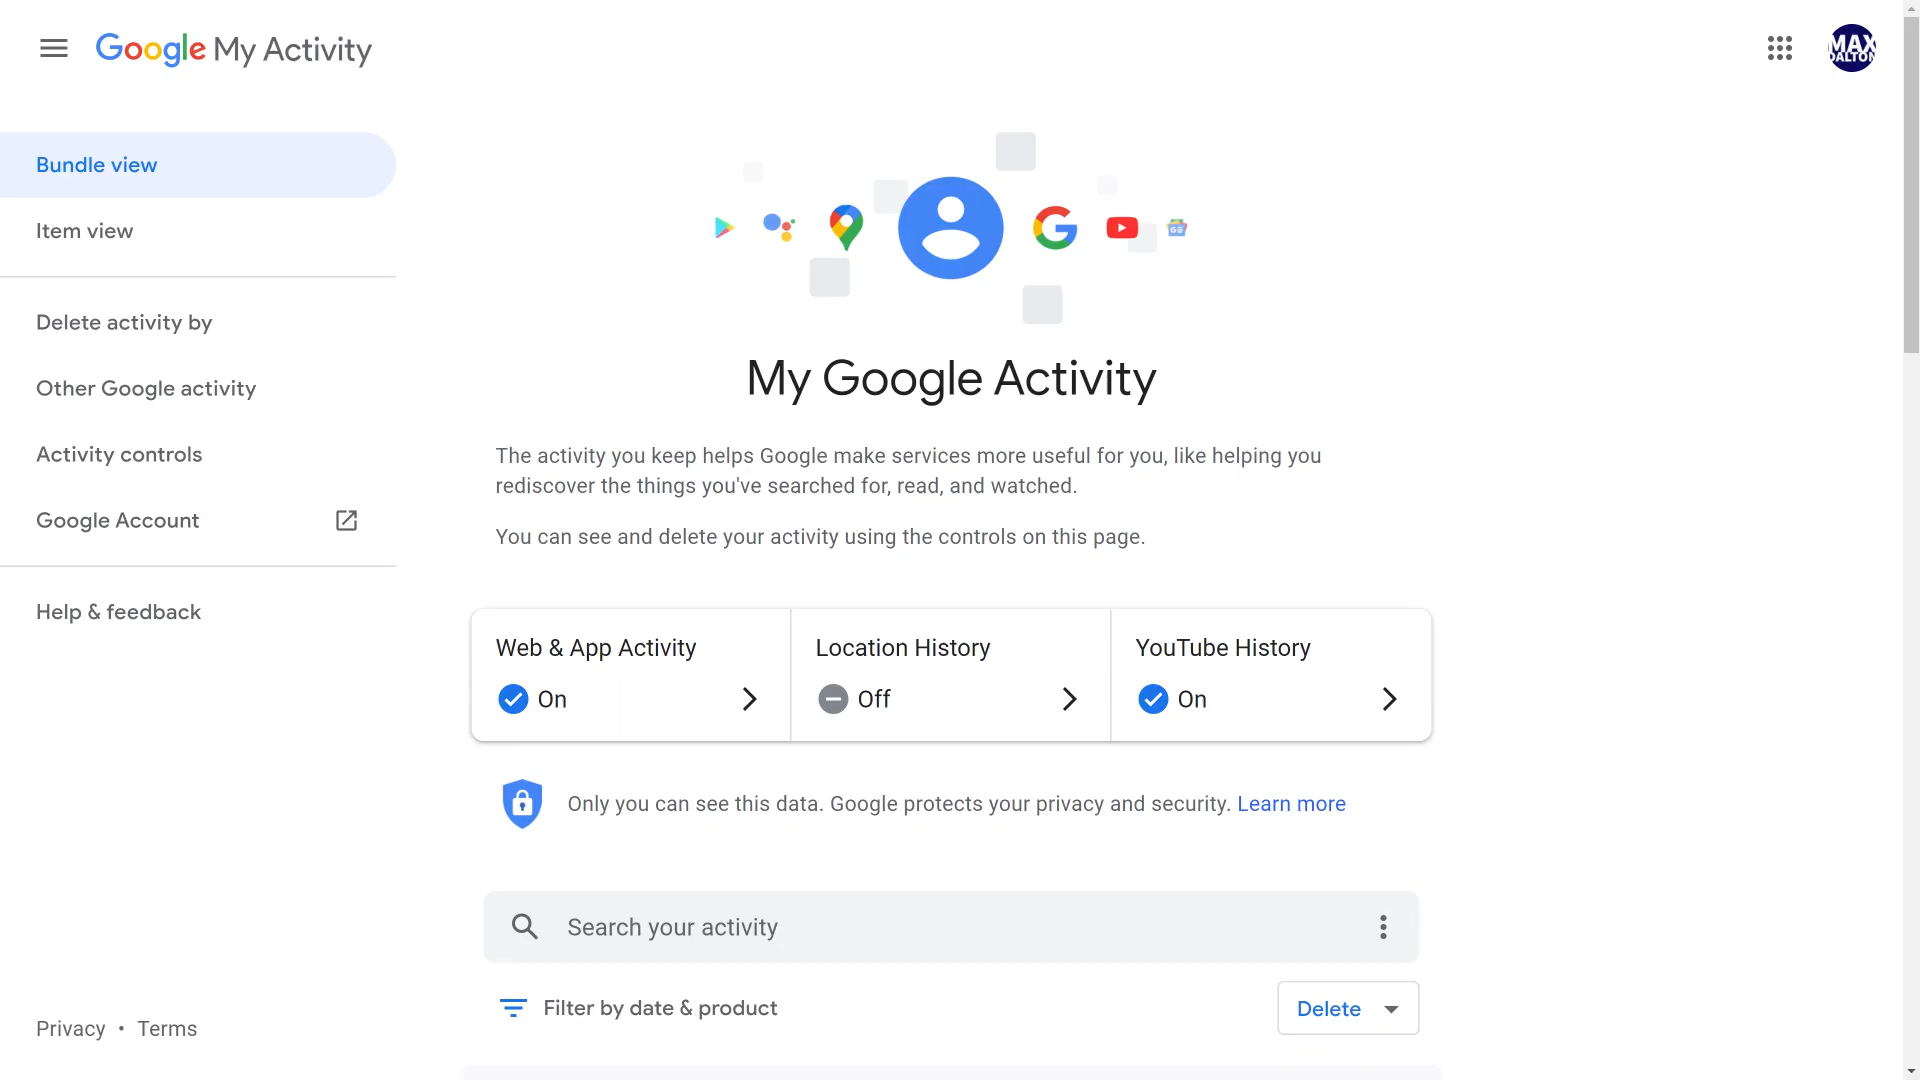 Google My Activity
MAX
DALTON
Bundle view
Item view
Delete activity by
Other Google activity
Activity controls
Google Account
Help & feedback
Privacy • Terms
My Google Activity
The activity you keep helps Google make services more useful for you, like helping you
rediscover the things you've searched for, read, and watched.
You can see and delete your activity using the controls on this page.
Web & App Activity
On
Location History
Off
YouTube History
On
Only you can see this data. Google protects your privacy and security. Learn more
Search your activity
Filter by date & product
Delete